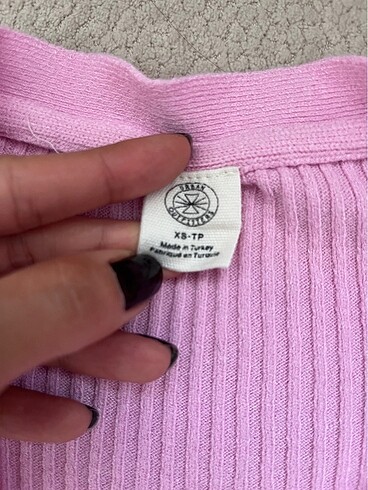 URBAN
OUTFITTERS
XS-TP
Made in Turkey
Fabriqué en Turquie